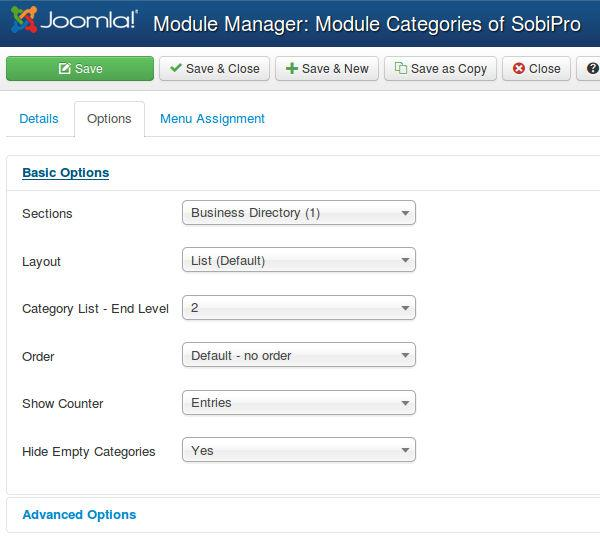 Joomla!® Module Manager: Module Categories of SobiPro
Save Save & Close Save & New Save as Copy Close
Details Options Menu Assignment
Basic Options
Sections Business Directory (1)
Layout List (Default)
Category List - End Level 2
Order Default - no order
Show Counter Entries
Hide Empty Categories Yes
Advanced Options